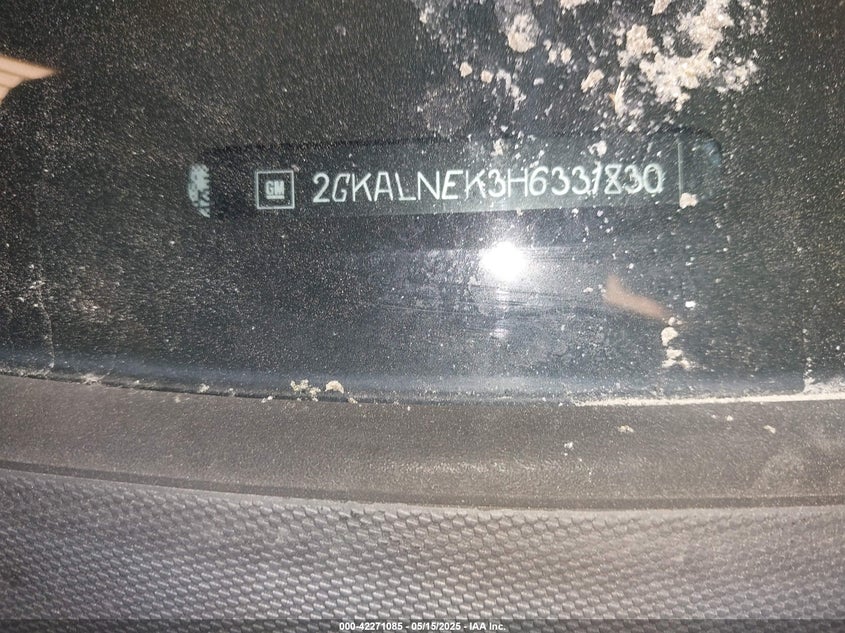 GM 2GKALNEK3H6331830
000-42271085 - 05/15/2025 - IAA Inc.